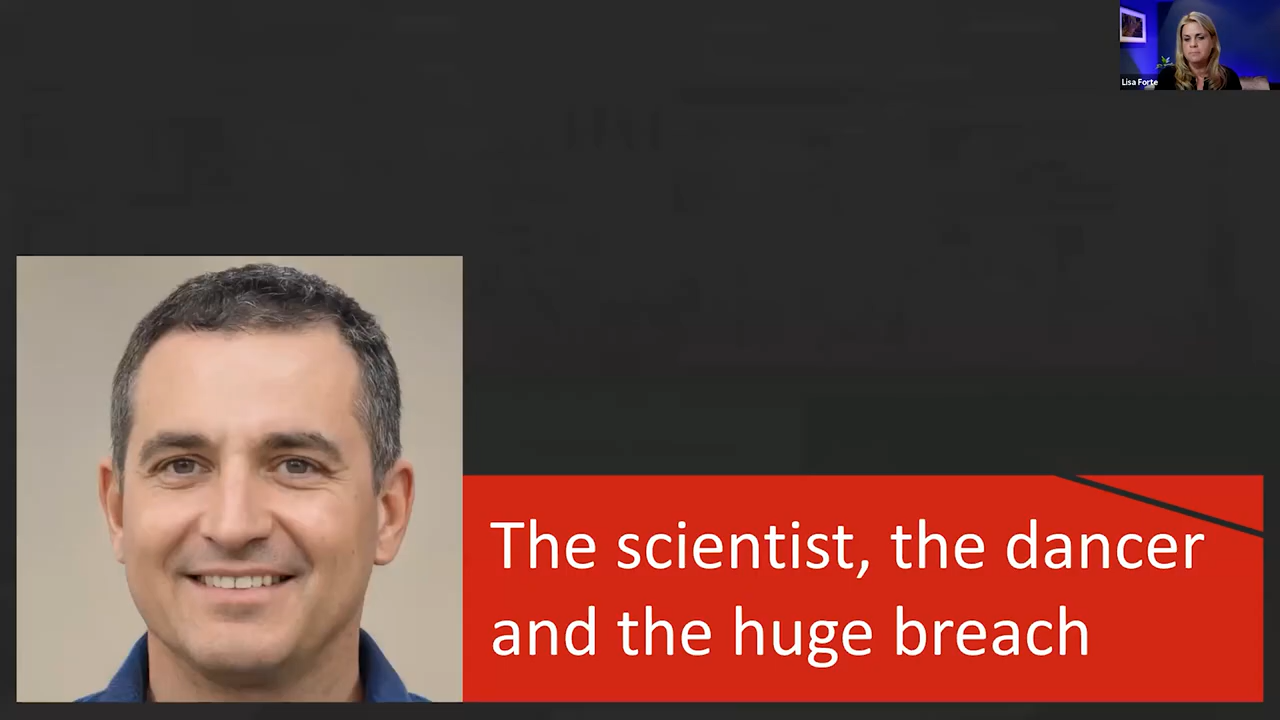 Lisa Forte
The scientist, the dancer
and the huge breach